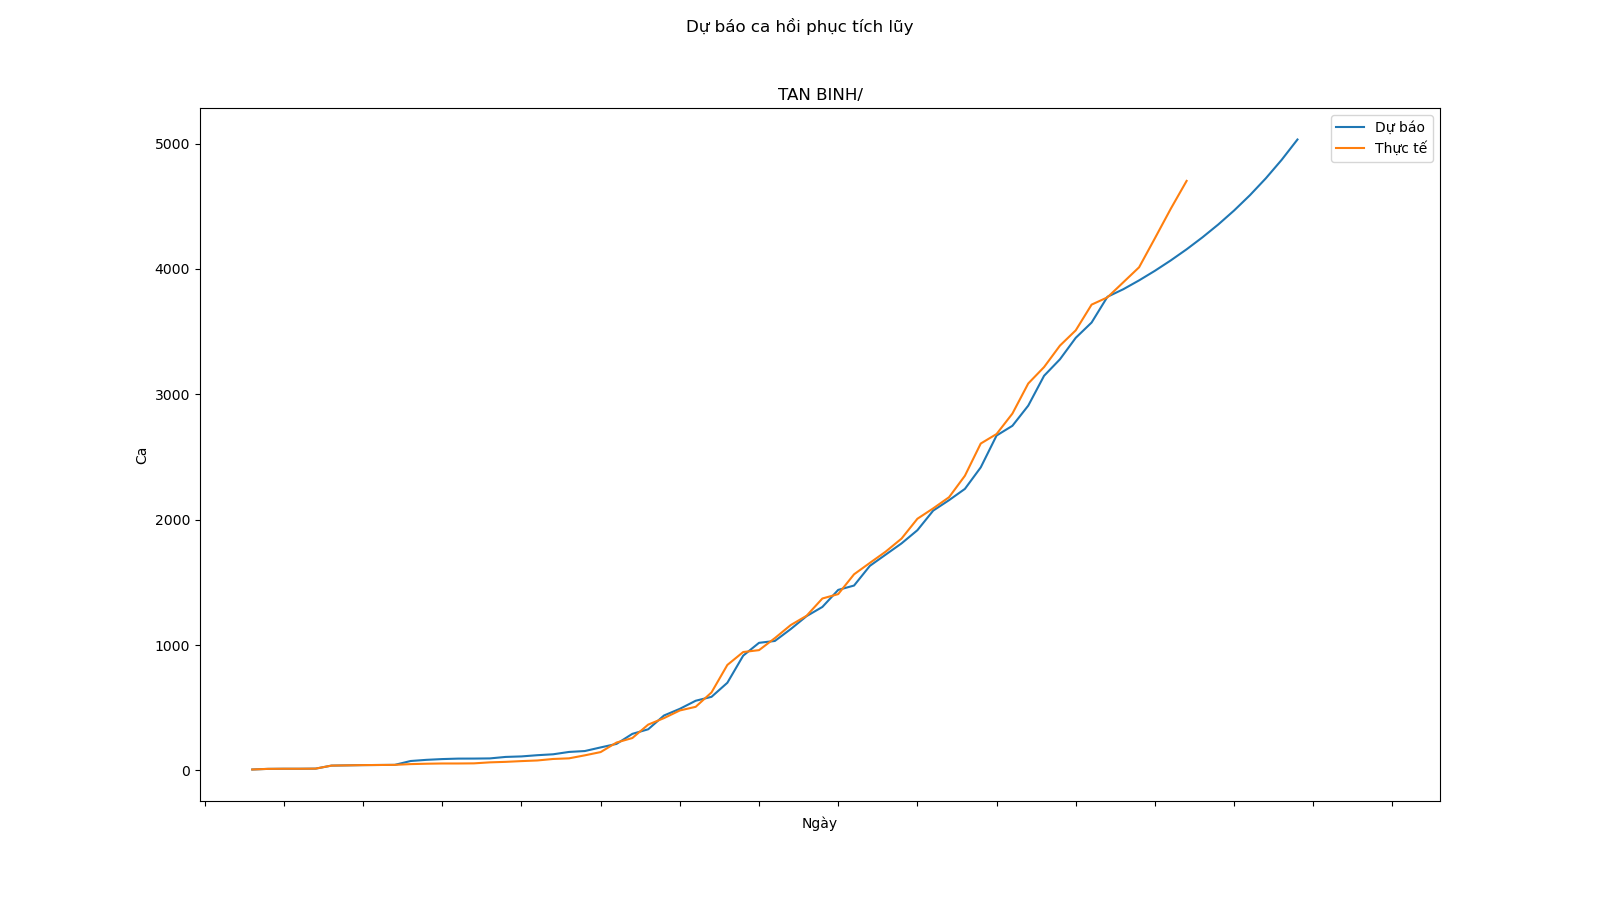 Dự báo ca hồi phục tích lũy
TAN BINH/
Dự báo
Thực tế
5000
4000
3000
2000
1000
0
Ca
Ngày